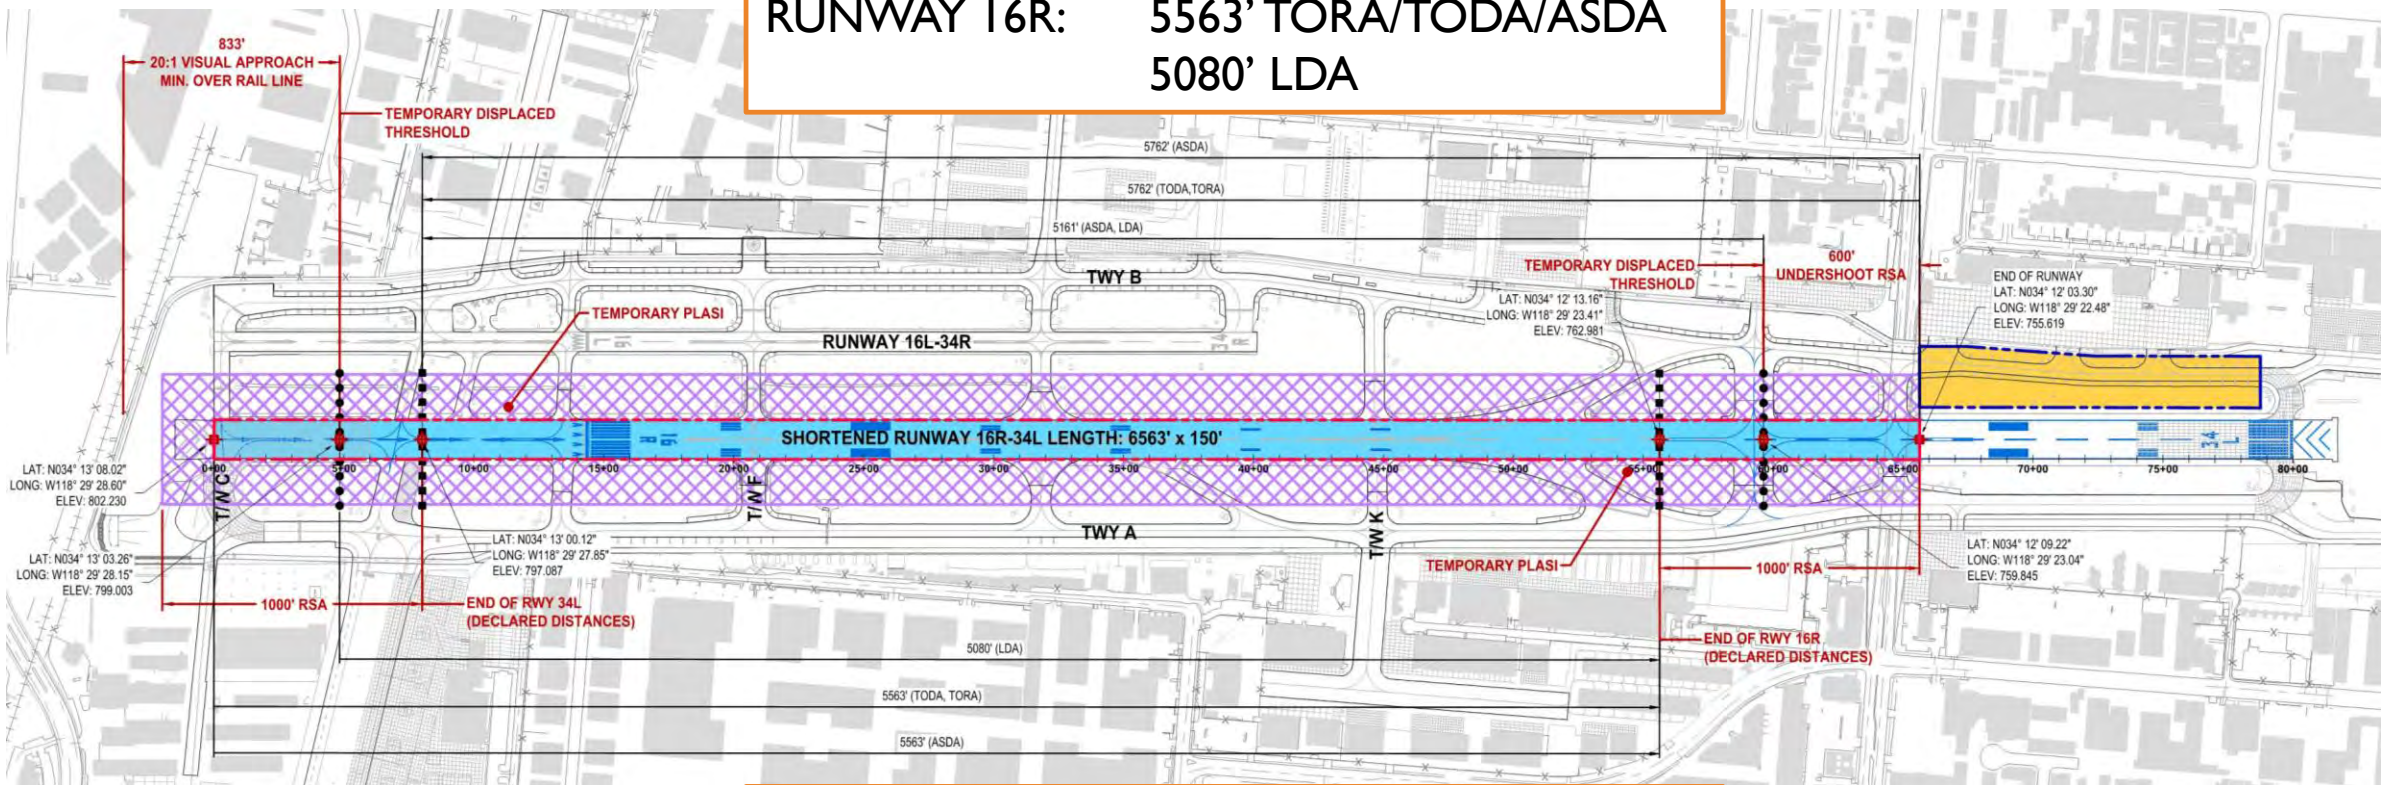 RUNWAY 16R: 5563' TORA/TODA/ASDA
5080' LDA
833'
20:1 VISUAL APPROACH
MIN. OVER RAIL LINE
TEMPORARY DISPLACED
THRESHOLD
5762' (ASDA)
5762' (TODA,TORA)
5161' (ASDA, LDA)
TWY B
TEMPORARY DISPLACED
THRESHOLD
600'
UNDERSHOOT RSA
END OF RUNWAY
LAT: N034° 12' 03.30"
LONG: W118° 29' 22.48"
ELEV: 755.619
LAT: N034° 12' 13.16"
LONG: W118° 29' 23.41"
ELEV: 762.981
TEMPORARY PLASI
RUNWAY 16L-34R
SHORTENED RUNWAY 16R-34L LENGTH: 6563' x 150'
34
L
0+00 5+00 10+00 15+00 20+00 25+00 30+00 35+00 40+00 45+00 50+00 55+00 60+00 65+00 70+00 75+00 80+00
LAT: N034° 13' 08.02"
LONG: W118° 29' 28.60"
ELEV: 802.230
T/W C
T/W F
T/W K
TWY A
LAT: N034° 13' 00.12"
LONG: W118° 29' 27.85"
ELEV: 797.087
LAT: N034° 13' 03.26"
LONG: W118° 29' 28.15"
ELEV: 799.003
LAT: N034° 12' 09.22"
LONG: W118° 29' 23.04"
ELEV: 759.845
TEMPORARY PLASI
1000' RSA
1000' RSA
END OF RWY 34L
(DECLARED DISTANCES)
END OF RWY 16R
(DECLARED DISTANCES)
5080' (LDA)
5563' (TODA, TORA)
5563' (ASDA)